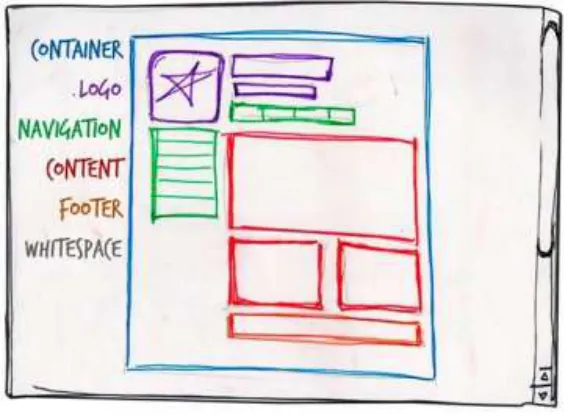 CONTAINER
.LOGO
NAVIGATION
CONTENT
FOOTER
WHITESPACE